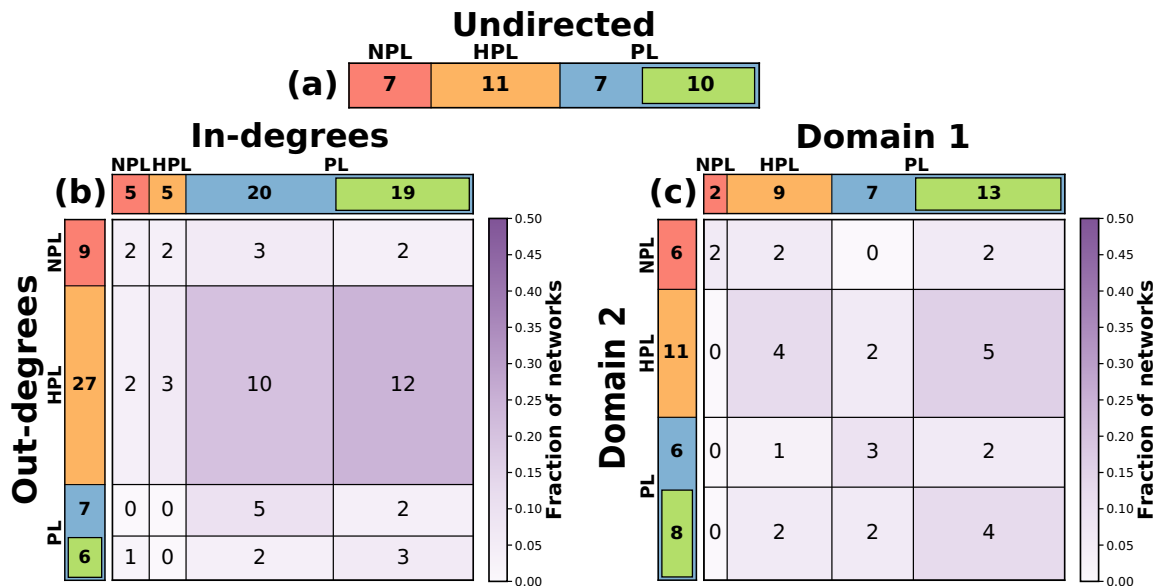 Undirected
NPL HPL PL
(a) 7 11 7 10
In-degrees
NPL HPL PL
(b) 5 5 20 19
Out-degrees
NPL HPL PL
9 2 2 3 2
27 2 3 10 12
7 0 0 5 2
6 1 0 2 3
0.50
0.45
0.40
0.35
0.30
0.25
0.20
0.15
0.10
0.05
0.00
Fraction of networks
Domain 1
NPL HPL PL
(c) 2 9 7 13
Domain 2
NPL HPL PL
6 2 2 0 2
11 0 4 2 5
6 0 1 3 2
8 0 2 2 4
0.50
0.45
0.40
0.35
0.30
0.25
0.20
0.15
0.10
0.05
0.00
Fraction of networks